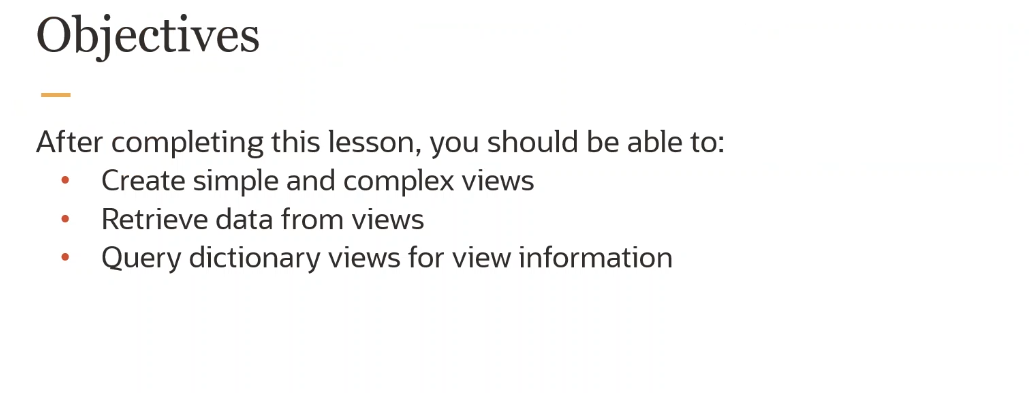 Objectives
After completing this lesson, you should be able to:
• Create simple and complex views
• Retrieve data from views
• Query dictionary views for view information